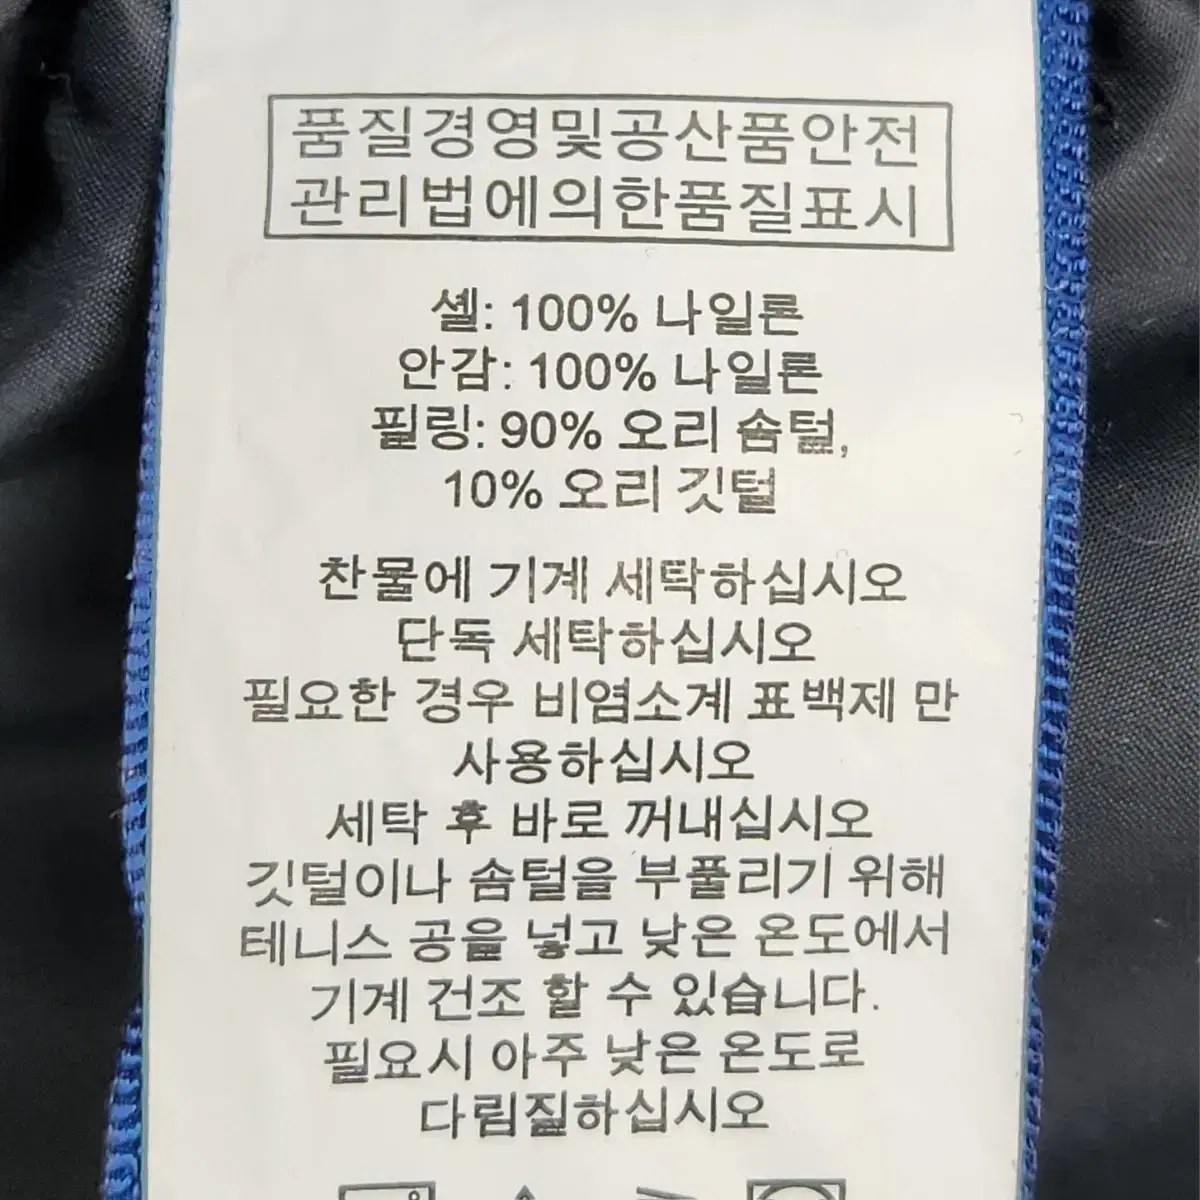 품질경영및공산품안전
관리법에의한품질표시
셸: 100% 나일론
안감: 100% 나일론
필링: 90% 오리 솜털,
10% 오리 깃털
찬물에 기계 세탁하십시오
단독 세탁하십시오
필요한 경우 비염소계 표백제 만
사용하십시오
세탁 후 바로 꺼내십시오
깃털이나 솜털을 부풀리기 위해
테니스 공을 넣고 낮은 온도에서
기계 건조 할 수 있습니다.
필요시 아주 낮은 온도로
다림질하십시오